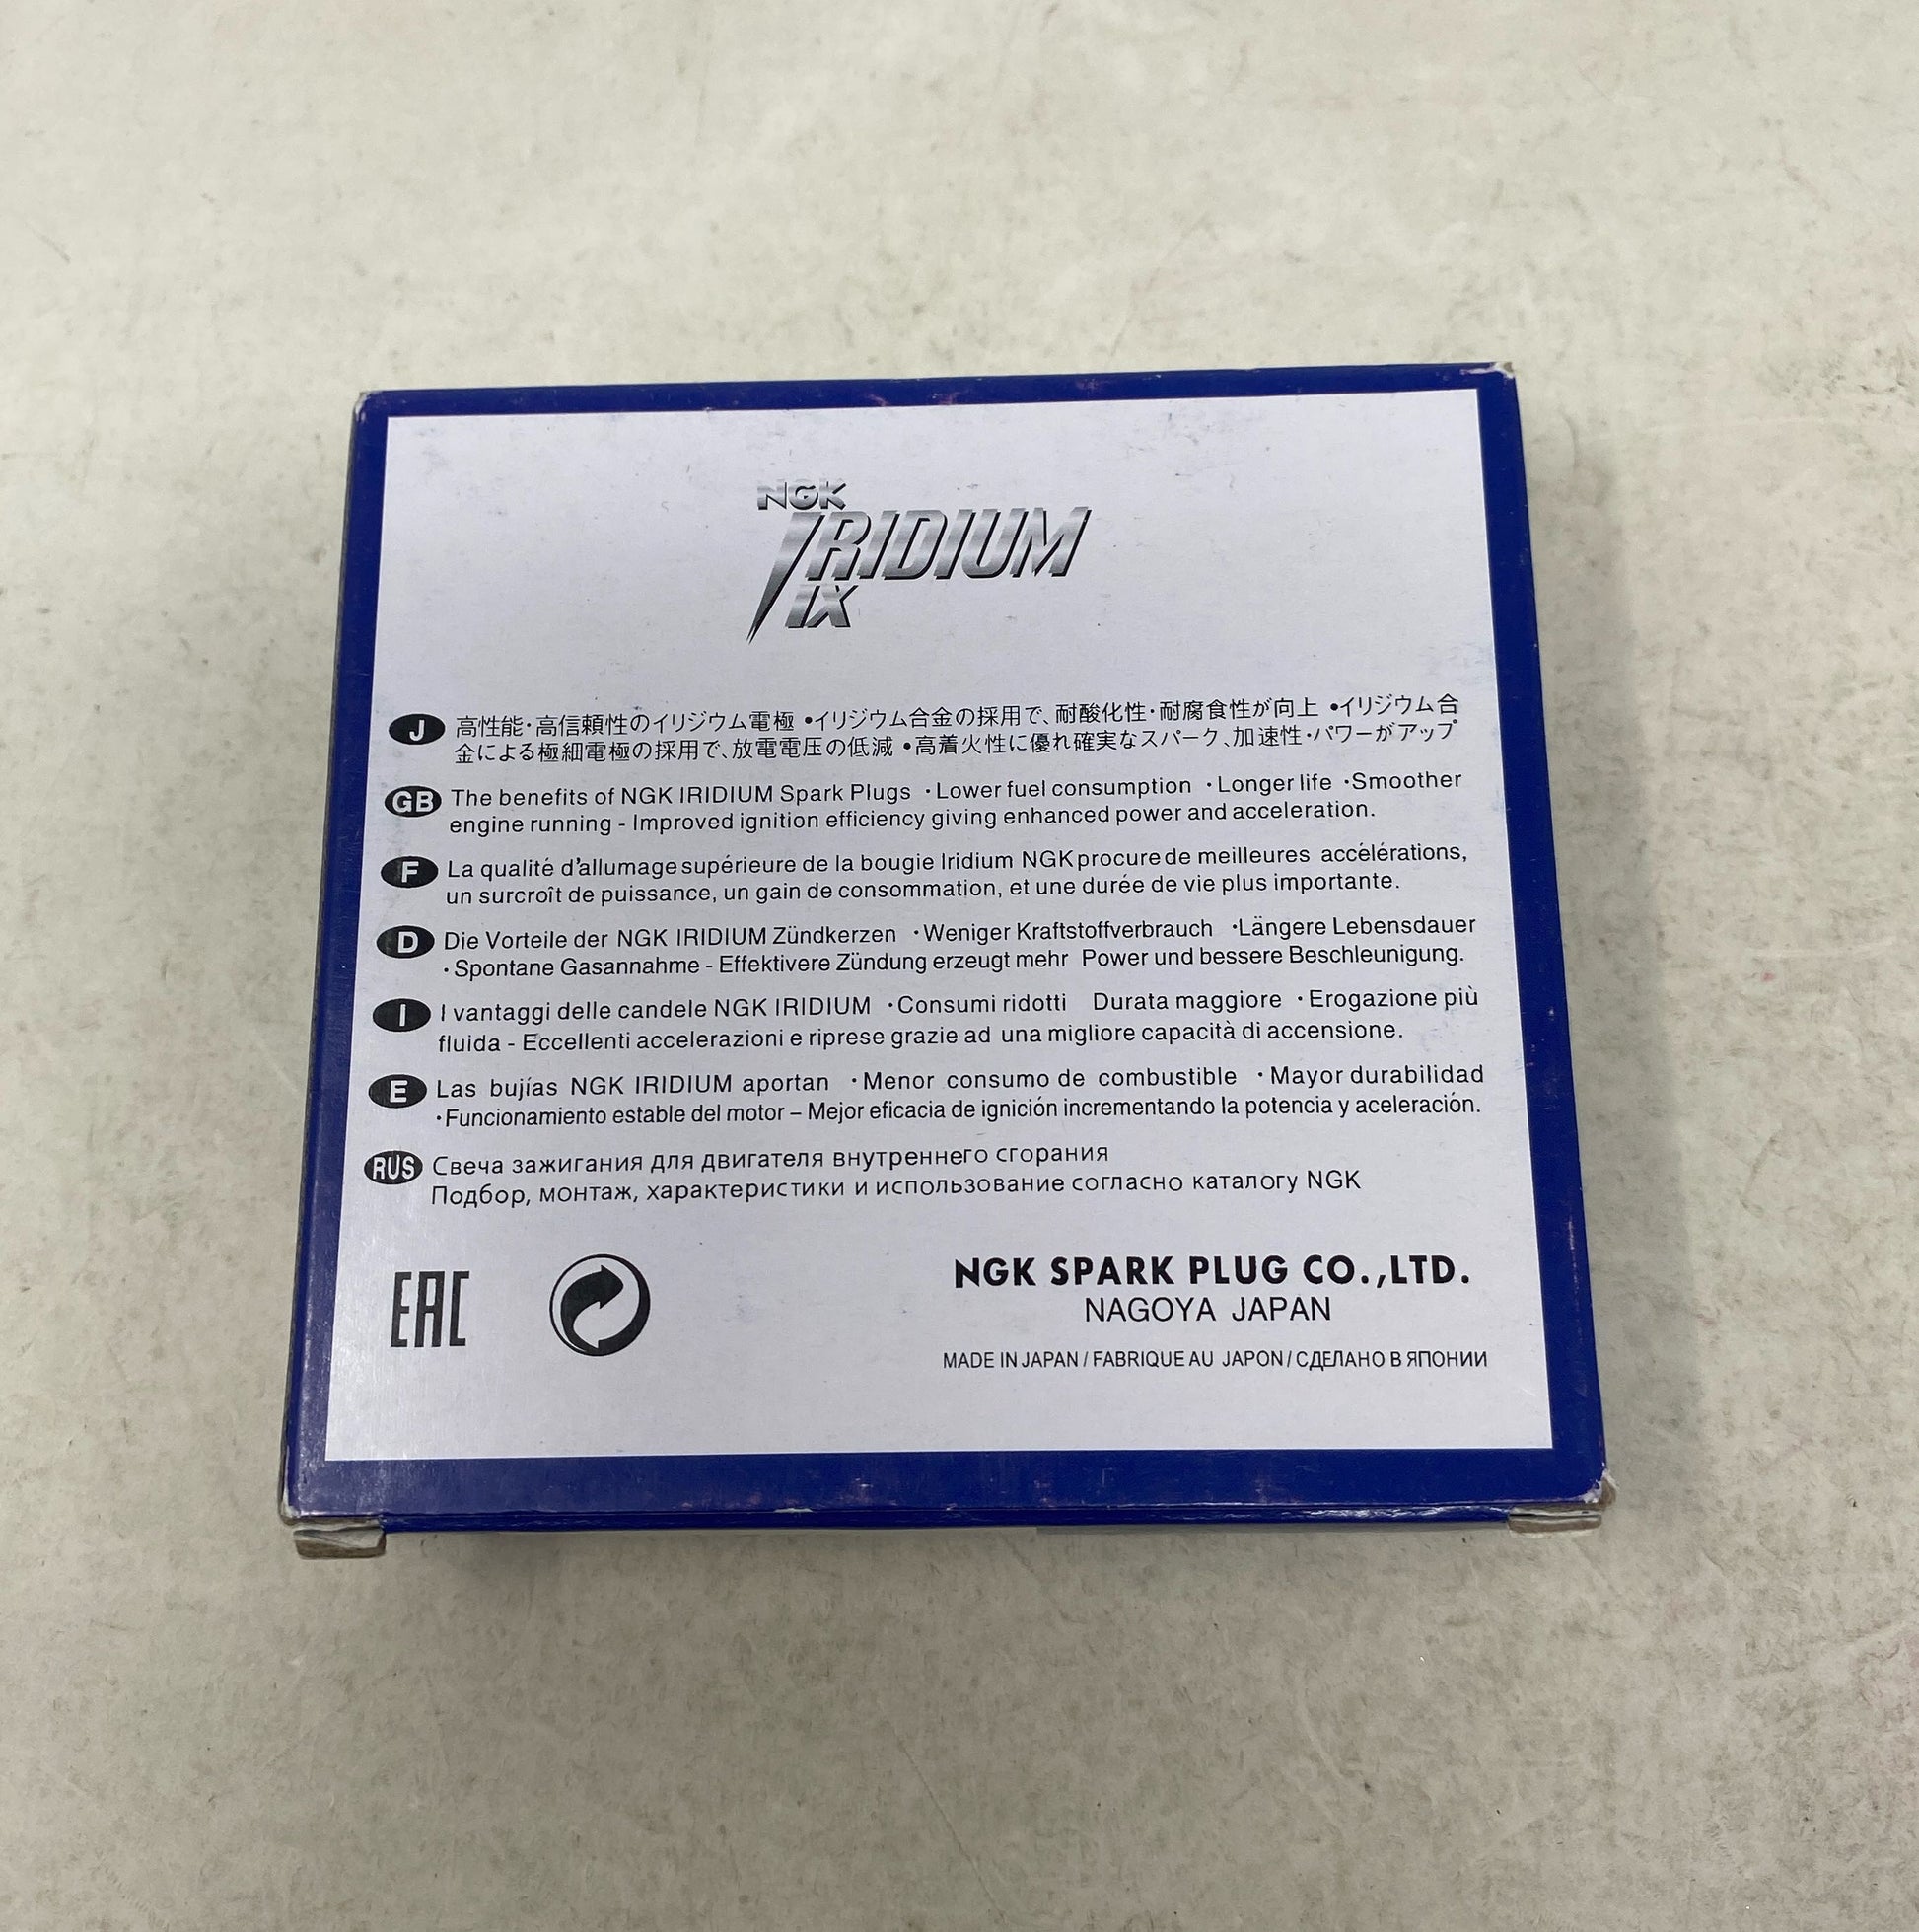 NGK
IRIDIUM
IX
J 高性能・高信頼性のイリジウム電極 •イリジウム合金の採用で、耐酸化性・耐腐食性が向上 •イリジウム合
金による極細電極の採用で、放電電圧の低減 •高着火性に優れ確実なスパーク、加速性・パワーがアップ
GB The benefits of NGK IRIDIUM Spark Plugs ・Lower fuel consumption ・Longer life ・Smoother
engine running - Improved ignition efficiency giving enhanced power and acceleration.
F La qualité d'allumage supérieure de la bougie Iridium NGK procure de meilleures accélérations,
un surcroît de puissance, un gain de consommation, et une durée de vie plus importante.
D Die Vorteile der NGK IRIDIUM Zündkerzen ・Weniger Kraftstoffverbrauch ・Längere Lebensdauer
・Spontane Gasannahme - Effektivere Zündung erzeugt mehr Power und bessere Beschleunigung.
I I vantaggi delle candele NGK IRIDIUM ・Consumi ridotti Durata maggiore ・Erogazione più
fluida - Eccellenti accelerazioni e riprese grazie ad una migliore capacità di accensione.
E Las bujías NGK IRIDIUM aportan ・Menor consumo de combustible ・Mayor durabilidad
・Funcionamiento estable del motor – Mejor eficacia de ignición incrementando la potencia y aceleración.
RUS Свеча зажигания для двигателя внутреннего сгорания
Подбор, монтаж, характеристики и использование согласно каталогу NGK
EAC
NGK SPARK PLUG CO.,LTD.
NAGOYA JAPAN
MADE IN JAPAN / FABRIQUE AU JAPON / СДЕЛАНО В ЯПОНИИ